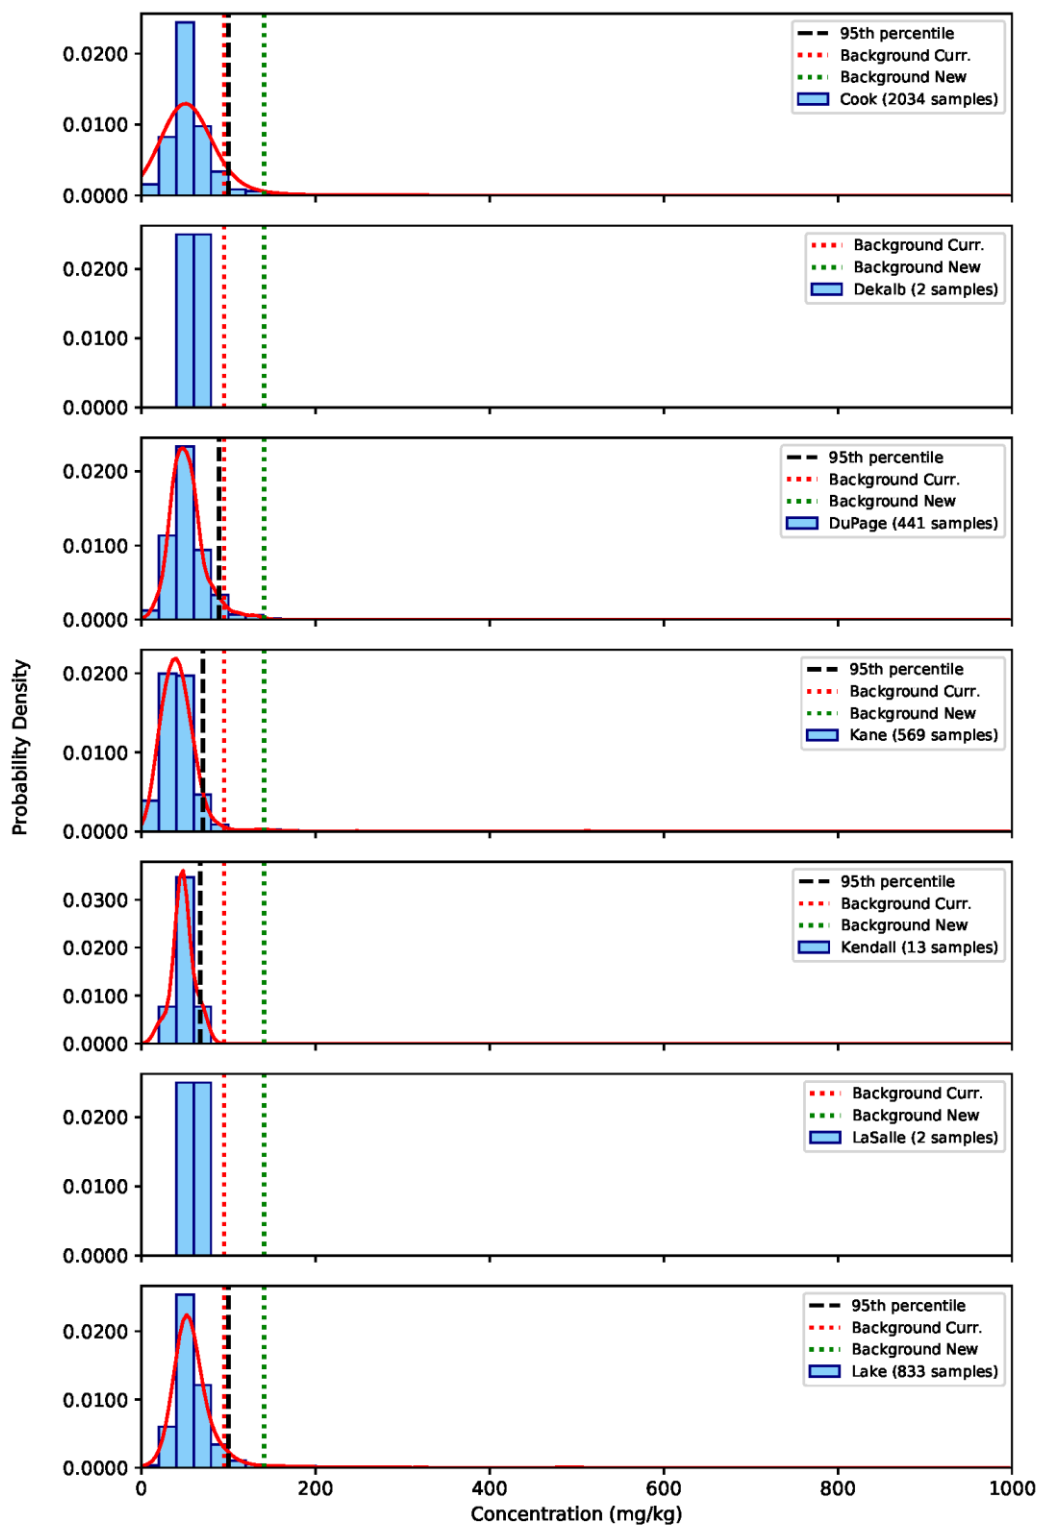 0.0200
0.0100
0.0000
95th percentile
Background Curr.
Background New
Cook (2034 samples)
0.0200
0.0100
0.0000
Background Curr.
Background New
Dekalb (2 samples)
0.0200
0.0100
0.0000
95th percentile
Background Curr.
Background New
DuPage (441 samples)
Probability Density
0.0200
0.0100
0.0000
95th percentile
Background Curr.
Background New
Kane (569 samples)
0.0300
0.0200
0.0100
0.0000
95th percentile
Background Curr.
Background New
Kendall (13 samples)
0.0200
0.0100
0.0000
Background Curr.
Background New
LaSalle (2 samples)
0.0200
0.0100
0.0000
95th percentile
Background Curr.
Background New
Lake (833 samples)
0 200 400 600 800 1000
Concentration (mg/kg)